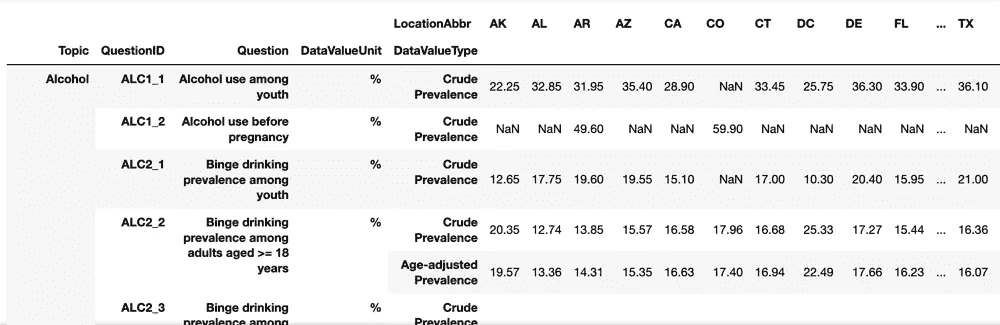 LocationAbbr AK AL AR AZ CA CO CT DC DE FL ... TX
Topic QuestionID Question DataValueUnit DataValueType
Alcohol ALC1_1 Alcohol use among youth % Crude Prevalence 22.25 32.85 31.95 35.40 28.90 NaN 33.45 25.75 36.30 33.90 ... 36.10
ALC1_2 Alcohol use before pregnancy % Crude Prevalence NaN NaN 49.60 NaN NaN 59.90 NaN NaN NaN NaN ... NaN
ALC2_1 Binge drinking prevalence among youth % Crude Prevalence 12.65 17.75 19.60 19.55 15.10 NaN 17.00 10.30 20.40 15.95 ... 21.00
ALC2_2 Binge drinking prevalence among adults aged >= 18 years % Crude Prevalence 20.35 12.74 13.85 15.57 16.58 17.96 16.68 25.33 17.27 15.44 ... 16.36
Age-adjusted Prevalence 19.57 13.36 14.31 15.35 16.63 17.40 16.94 22.49 17.66 16.23 ... 16.07
ALC2_3 Binge drinking prevalence among % Crude Prevalence